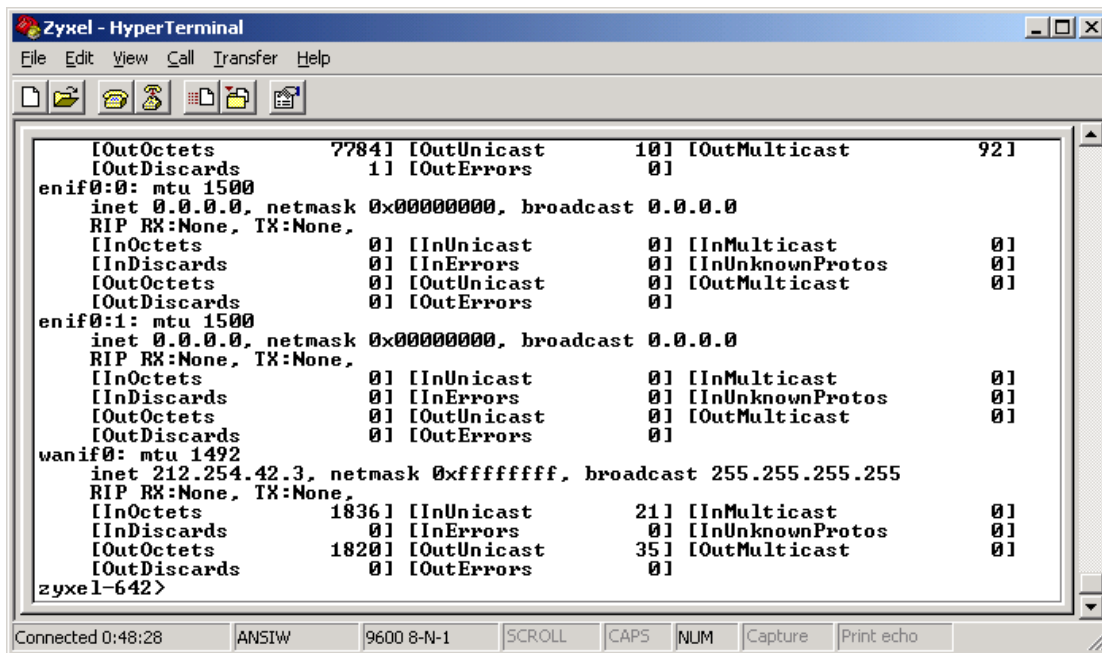 Zyxel - HyperTerminal
File Edit View Call Transfer Help
[OutOctets 7784] [OutUnicast 10] [OutMulticast 92]
[OutDiscards 1] [OutErrors 0]
enif0:0: mtu 1500
inet 0.0.0.0, netmask 0x00000000, broadcast 0.0.0.0
RIP RX:None, TX:None,
[InOctets 0] [InUnicast 0] [InMulticast 0]
[InDiscards 0] [InErrors 0] [InUnknownProtos 0]
[OutOctets 0] [OutUnicast 0] [OutMulticast 0]
[OutDiscards 0] [OutErrors 0]
enif0:1: mtu 1500
inet 0.0.0.0, netmask 0x00000000, broadcast 0.0.0.0
RIP RX:None, TX:None,
[InOctets 0] [InUnicast 0] [InMulticast 0]
[InDiscards 0] [InErrors 0] [InUnknownProtos 0]
[OutOctets 0] [OutUnicast 0] [OutMulticast 0]
[OutDiscards 0] [OutErrors 0]
wanif0: mtu 1492
inet 212.254.42.3, netmask 0xffffffff, broadcast 255.255.255.255
RIP RX:None, TX:None,
[InOctets 1836] [InUnicast 21] [InMulticast 0]
[InDiscards 0] [InErrors 0] [InUnknownProtos 0]
[OutOctets 1820] [OutUnicast 35] [OutMulticast 0]
[OutDiscards 0] [OutErrors 0]
zyxel-642>
Connected 0:48:28 ANSIW 9600 8-N-1 SCROLL CAPS NUM Capture Print echo